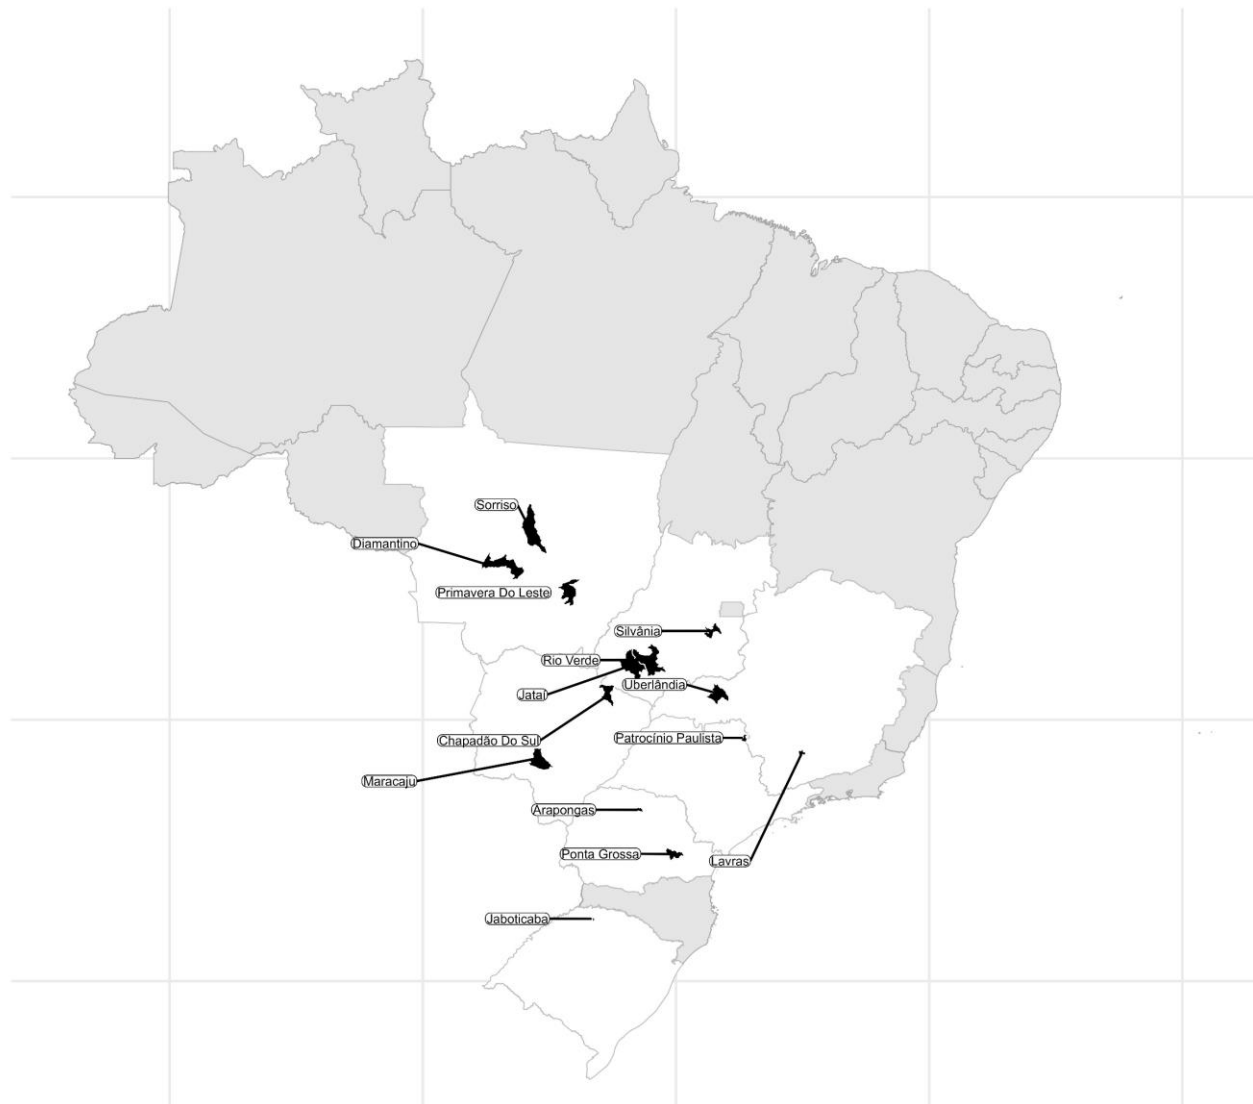 Sorriso
Diamantino
Primavera Do Leste
Silvânia
Rio Verde
Uberlândia
Jataí
Patrocínio Paulista
Chapadão Do Sul
Maracaju
Arapongas
Ponta Grossa
Lavras
Jaboticaba